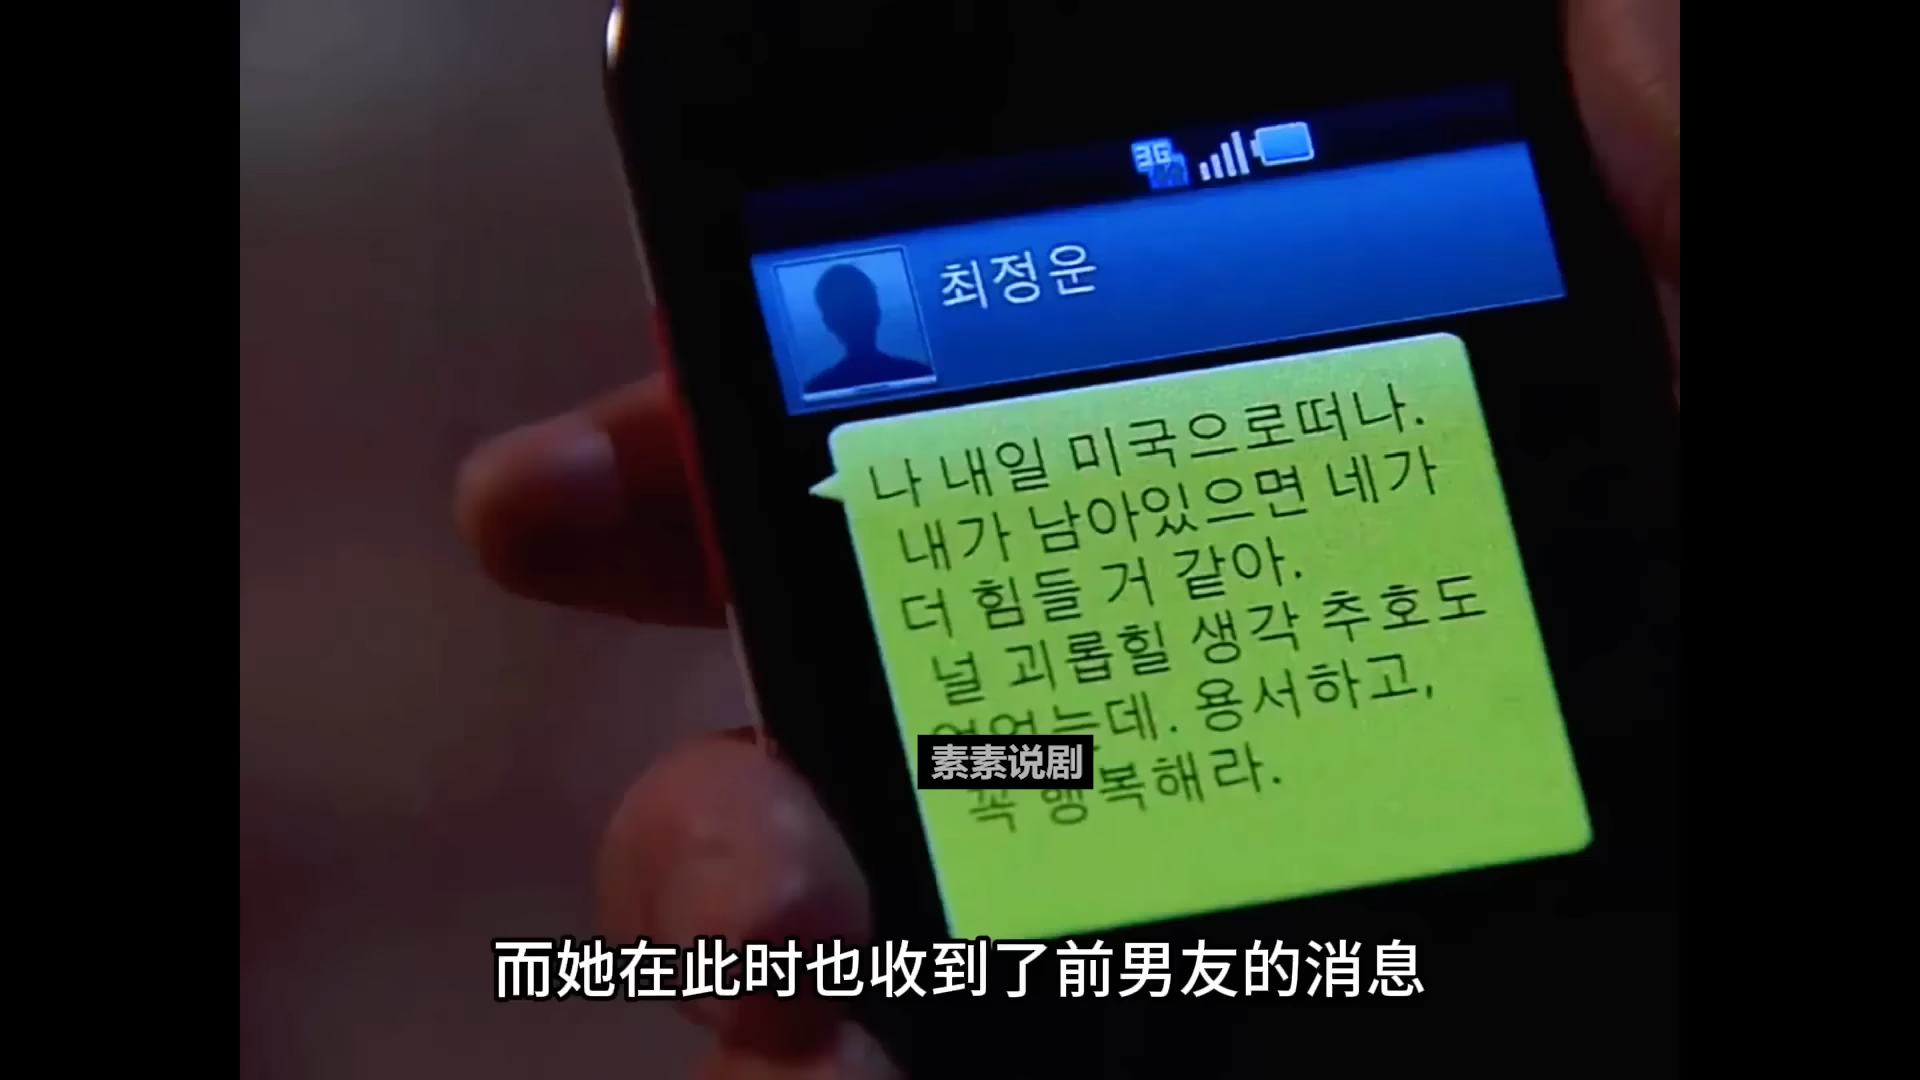 3G
최정운
나 내일 미국으로떠나.
내가 남아있으면 네가
더 힘들 거 같아.
널 괴롭힐 생각 추호도
없었는데. 용서하고,
꼭 행복해라.
素素说剧
而她在此时也收到了前男友的消息